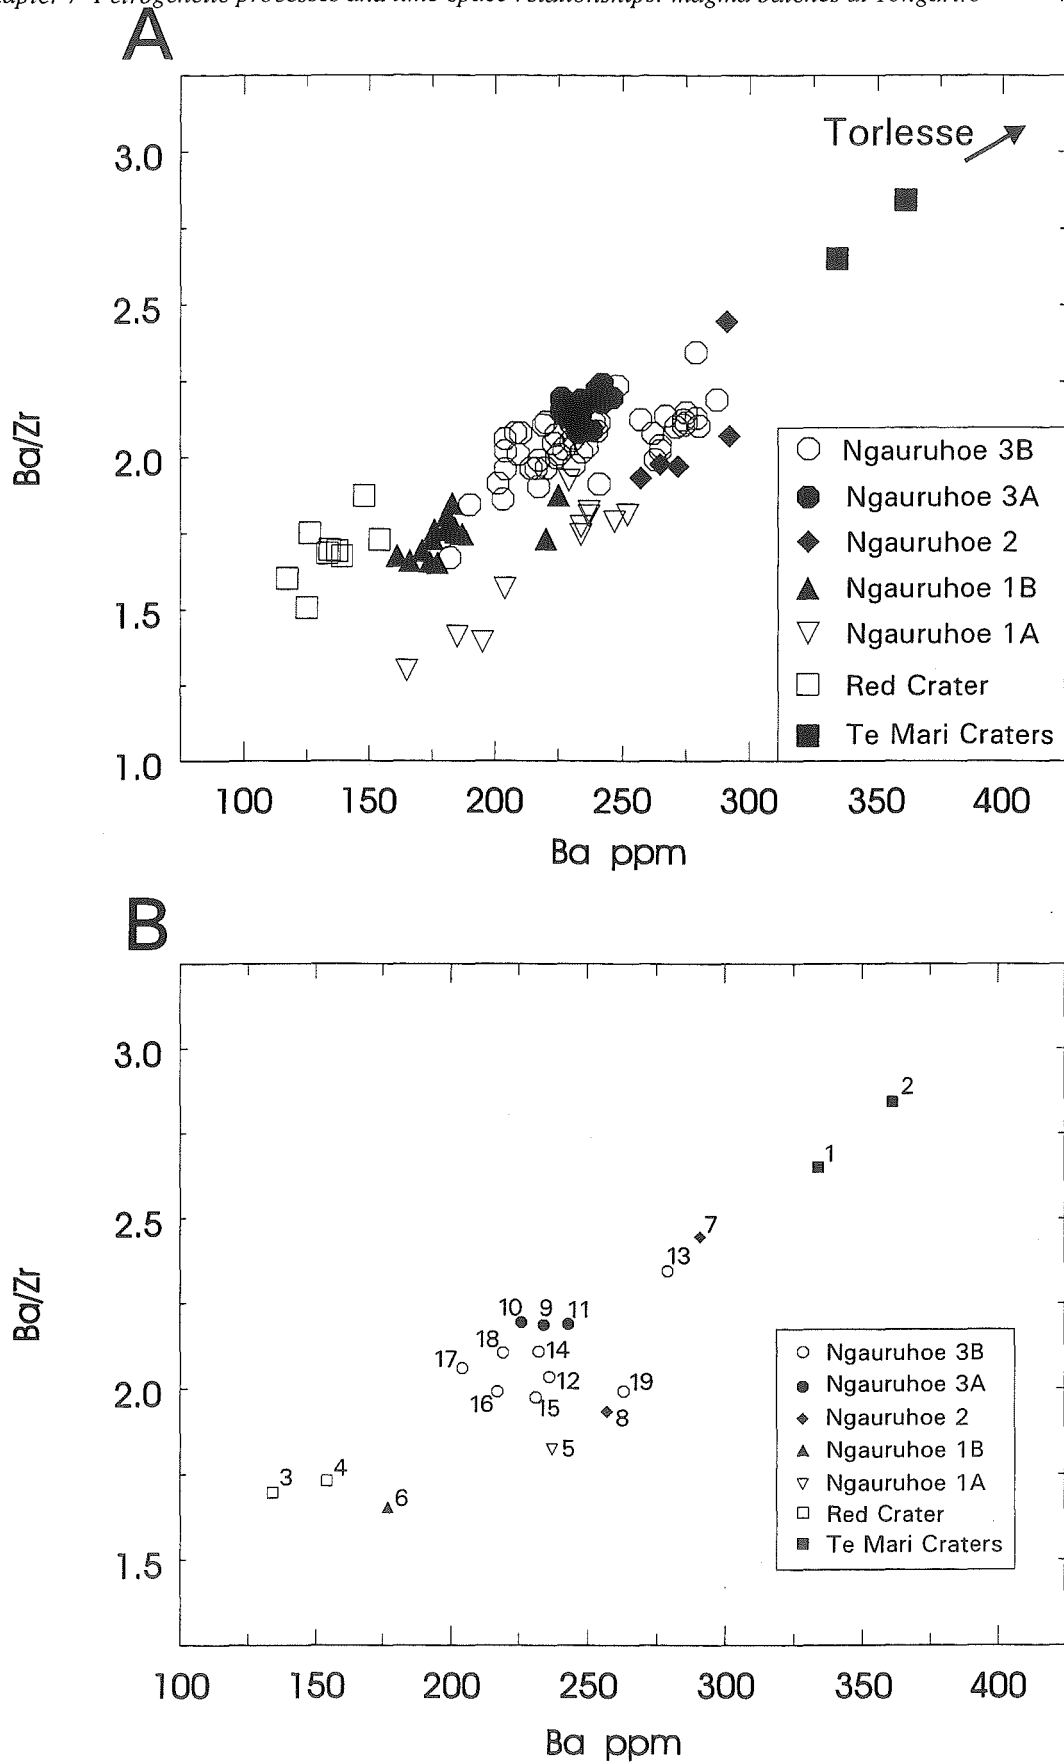 Petrogenetic processes and time-space relationships: magma batches at Tongariro
A
Torlesse
3.0
2.5
2.0
1.5
1.0
Ba/Zr
Ngauruhoe 3B
Ngauruhoe 3A
Ngauruhoe 2
Ngauruhoe 1B
Ngauruhoe 1A
Red Crater
Te Mari Craters
100 150 200 250 300 350 400
Ba ppm
B
3.0
2.5
2.0
1.5
Ba/Zr
2
1
7
13
10 9 11
18 14
17
12 19
16 15 8
5
4
3
6
Ngauruhoe 3B
Ngauruhoe 3A
Ngauruhoe 2
Ngauruhoe 1B
Ngauruhoe 1A
Red Crater
Te Mari Craters
100 150 200 250 300 350 400
Ba ppm